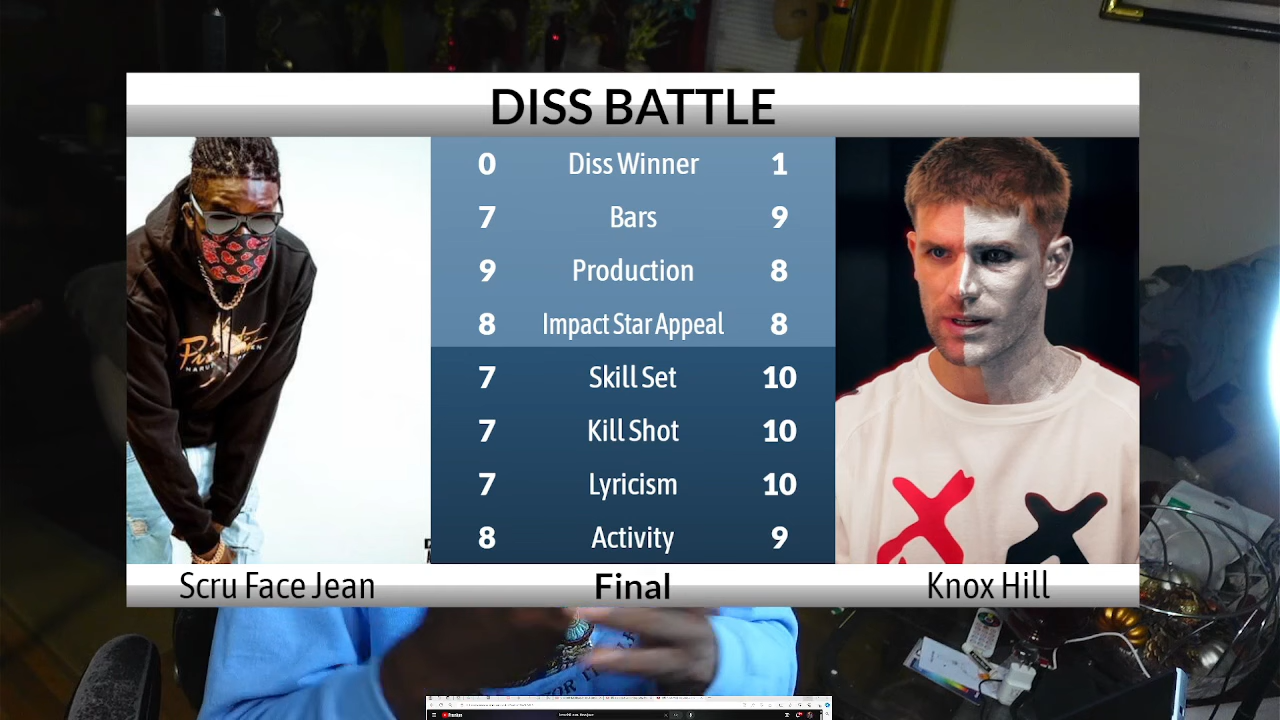 DISS BATTLE
0 Diss Winner 1
7 Bars 9
9 Production 8
8 Impact Star Appeal 8
7 Skill Set 10
7 Kill Shot 10
7 Lyricism 10
8 Activity 9
Scru Face Jean Final Knox Hill